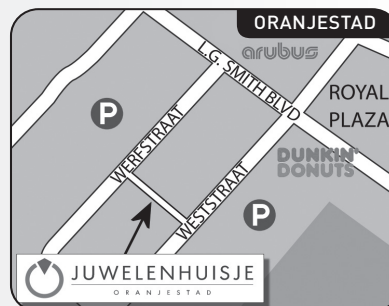 ORANJESTAD
arubus
L.G. SMITH BLVD
ROYAL
PLAZA
P
WERFSTRAAT
DUNKIN'
DONUTS
WESTSTRAAT
P
JUWELENHUISJE
ORANJESTAD